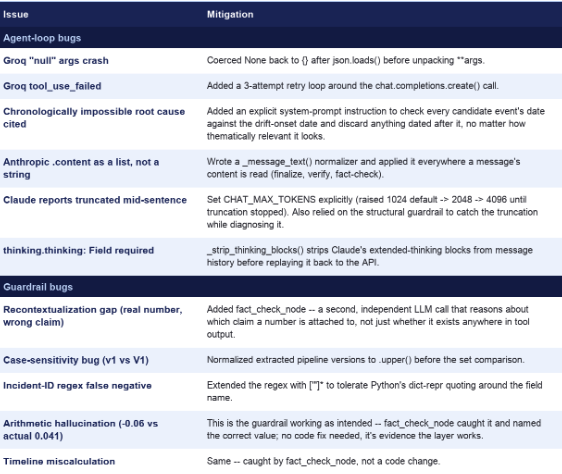 Issue Mitigation
Agent-loop bugs
Groq "null" args crash Coerced None back to {} after json.loads() before unpacking **args.
Groq tool_use_failed Added a 3-attempt retry loop around the chat.completions.create() call.
Chronologically impossible root cause
cited
Added an explicit system-prompt instruction to check every candidate event's date
against the drift-onset date and discard anything dated after it, no matter how
thematically relevant it looks.
Anthropic .content as a list, not a
string
Wrote a _message_text() normalizer and applied it everywhere a message's
content is read (finalize, verify, fact-check).
Claude reports truncated mid-sentence
Set CHAT_MAX_TOKENS explicitly (raised 1024 default -> 2048 -> 4096 until
truncation stopped). Also relied on the structural guardrail to catch the truncation
while diagnosing it.
thinking.thinking: Field required
_strip_thinking_blocks() strips Claude's extended-thinking blocks from message
history before replaying it back to the API.
Guardrail bugs
Recontextualization gap (real number,
wrong claim)
Added fact_check_node -- a second, independent LLM call that reasons about
which claim a number is attached to, not just whether it exists anywhere in tool
output.
Case-sensitivity bug (v1 vs V1) Normalized extracted pipeline versions to .upper() before the set comparison.
Incident-ID regex false negative
Extended the regex with ['"]* to tolerate Python's dict-repr quoting around the field
name.
Arithmetic hallucination (-0.06 vs
actual 0.041)
This is the guardrail working as intended -- fact_check_node caught it and named
the correct value; no code fix needed, it's evidence the layer works.
Timeline miscalculation Same -- caught by fact_check_node, not a code change.